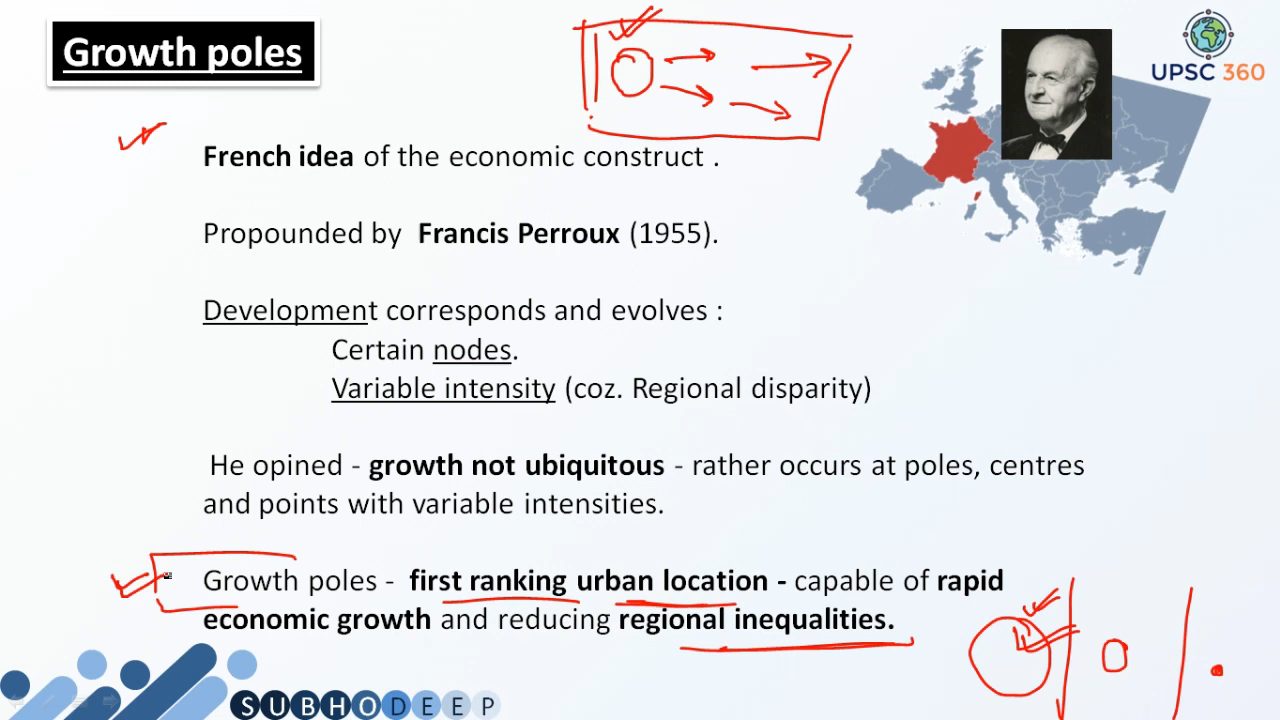 Growth poles
UPSC 360
French idea of the economic construct .
Propounded by Francis Perroux (1955).
Development corresponds and evolves :
Certain nodes.
Variable intensity (coz. Regional disparity)
He opined - growth not ubiquitous - rather occurs at poles, centres
and points with variable intensities.
Growth poles - first ranking urban location - capable of rapid
economic growth and reducing regional inequalities.
SUBHODEEP